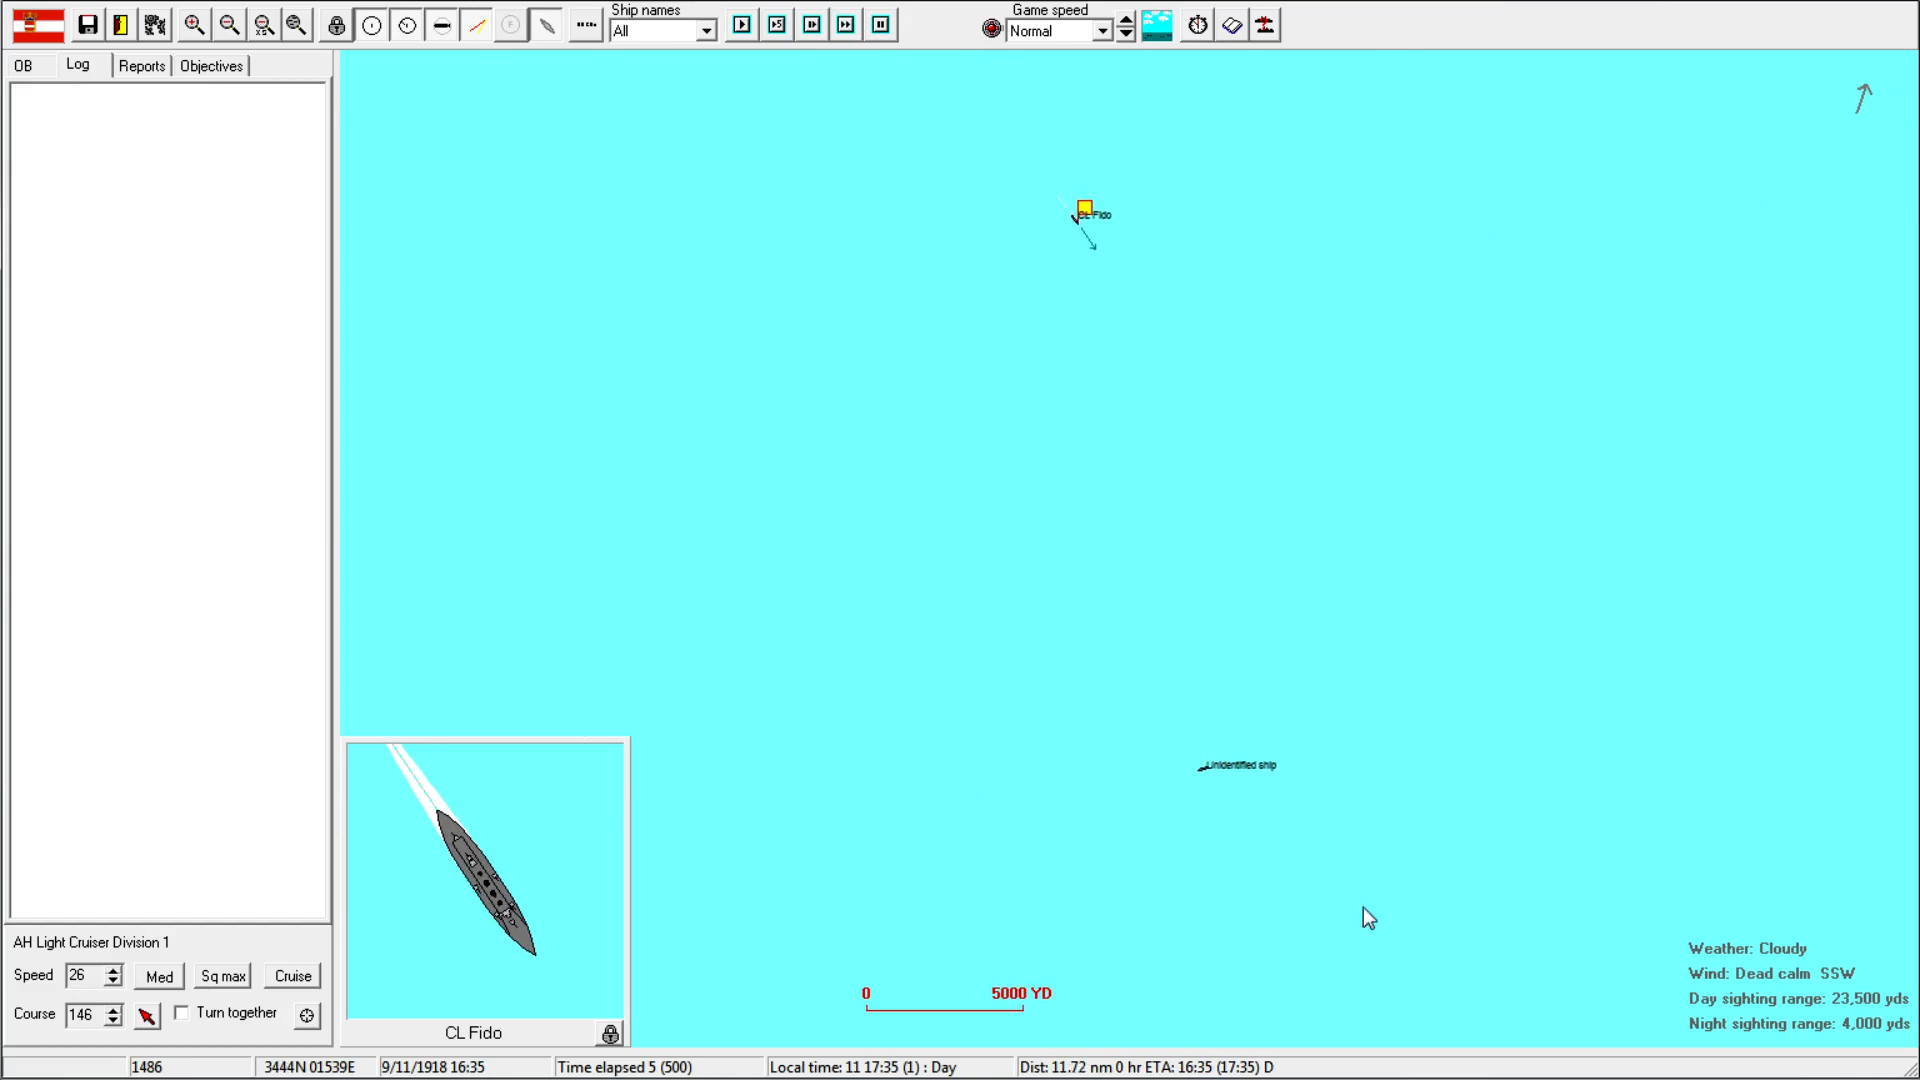 Ship names
All
Game speed
Normal
OB
Log
Reports
Objectives
CL Fido
Unidentified ship
AH Light Cruiser Division 1
Speed 26 Med Sq max Cruise
Course 146 Turn together
CL Fido
0 5000 YD
Weather: Cloudy
Wind: Dead calm SSW
Day sighting range: 23,500 yds
Night sighting range: 4,000 yds
1486 3444N 01539E 9/11/1918 16:35 Time elapsed 5 (500) Local time: 11 17:35 (1) : Day Dist: 11.72 nm 0 hr ETA: 16:35 (17:35) D